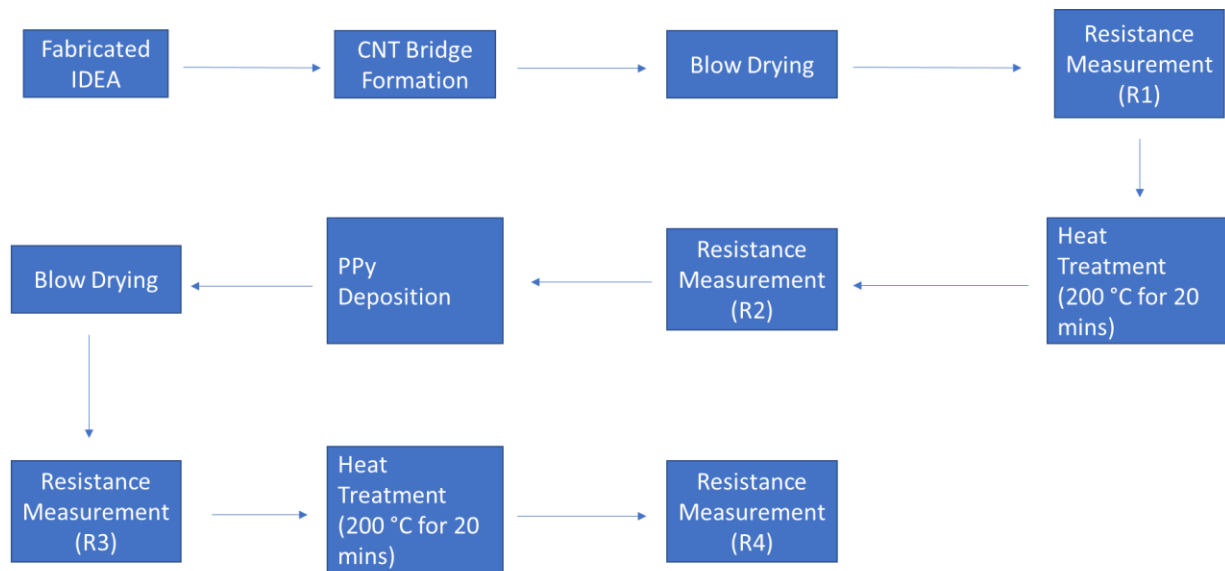 Fabricated
IDEA
CNT Bridge
Formation
Blow Drying
Resistance
Measurement
(R1)
Heat
Treatment
(200 °C for 20
mins)
Resistance
Measurement
(R2)
PPy
Deposition
Blow Drying
Resistance
Measurement
(R3)
Heat
Treatment
(200 °C for 20
mins)
Resistance
Measurement
(R4)